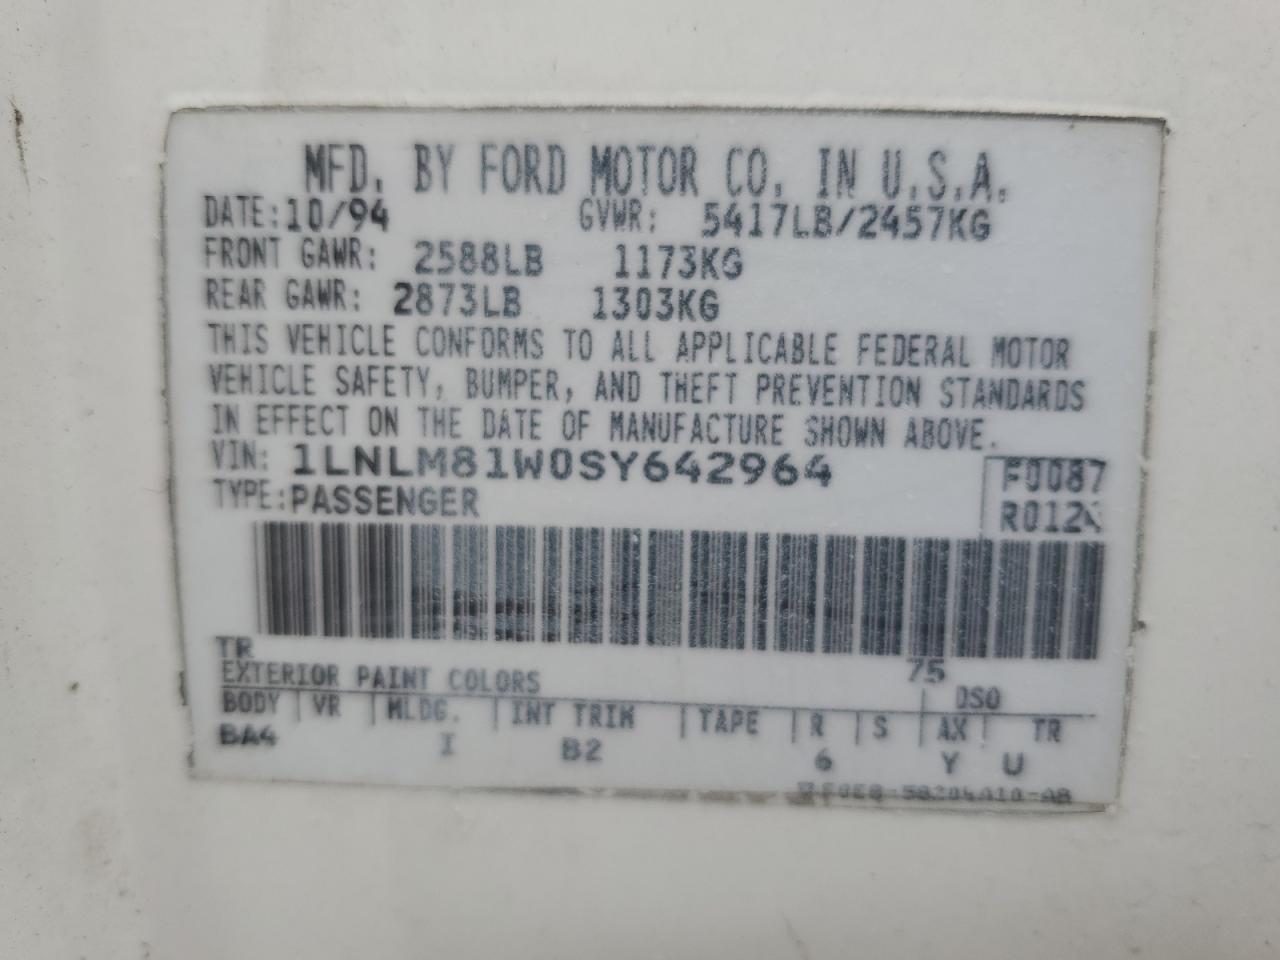 MFD. BY FORD MOTOR CO. IN U.S.A.
DATE: 10/94 GVWR: 5417LB/2457KG
FRONT GAWR: 2588LB 1173KG
REAR GAWR: 2873LB 1303KG
THIS VEHICLE CONFORMS TO ALL APPLICABLE FEDERAL MOTOR
VEHICLE SAFETY, BUMPER, AND THEFT PREVENTION STANDARDS
IN EFFECT ON THE DATE OF MANUFACTURE SHOWN ABOVE.
VIN: 1LNLM81W0SY642964
F0087
TYPE: PASSENGER
TR 75
EXTERIOR PAINT COLORS DSO
BODY VR MLDG. INT TRIM TAPE R S AX TR
BA4 I B2 6 Y U